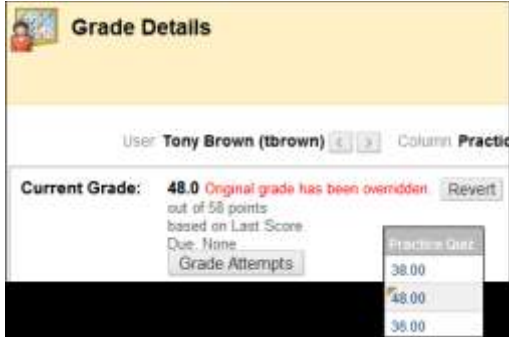 Grade Details
User Tony Brown (tbrown) < > Column Practic
Current Grade: 48.0 Original grade has been overridden Revert
out of 58 points
based on Last Score
Due: None
Grade Attempts
Practice Quiz
38.00
48.00
36.00